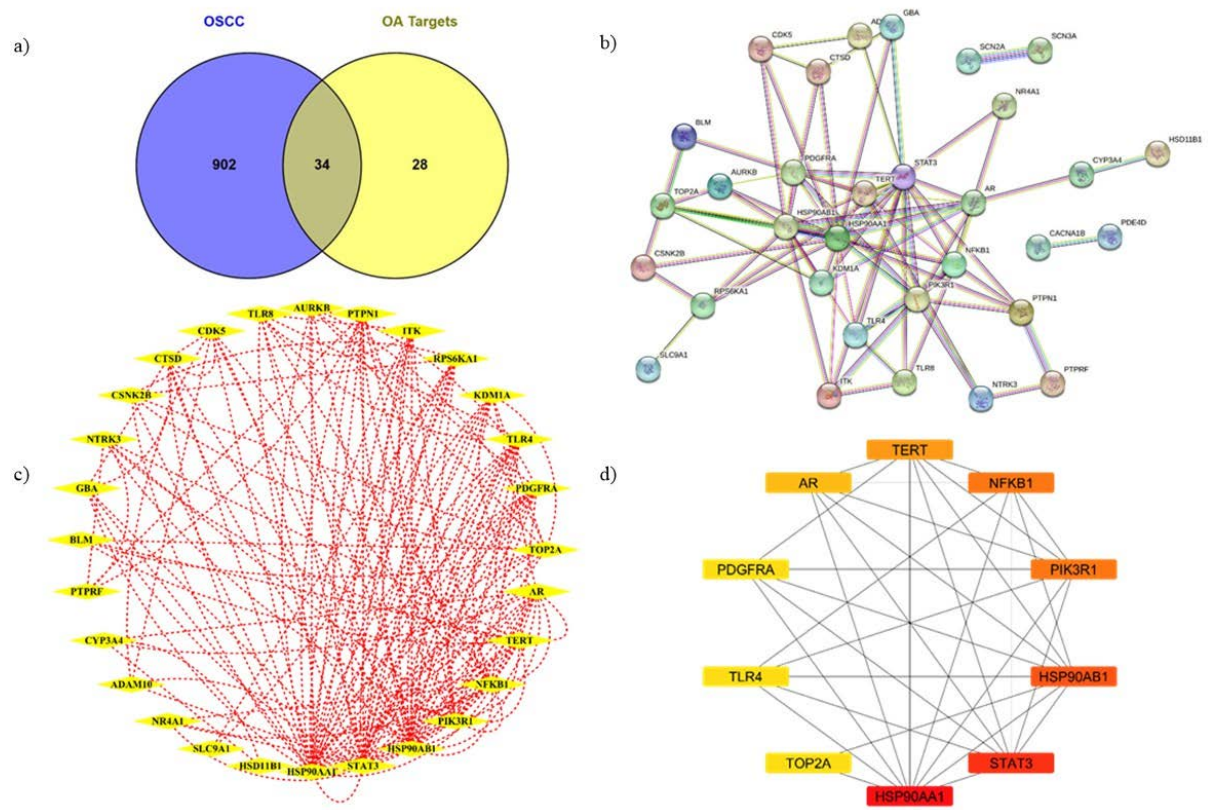 OSCC
OA Targets
a)
902
34
28
b)
GBA
AD
CDK5
CTSD
SCN2A
SCN3A
NR4A1
BLM
HSD11B1
CYP3A4
PDGFRA
STAT3
AURKB
TERT
TOP2A
AR
HSP90AB1
HSP90AA1
CACNA1B
PDE4D
CSNK2B
KDM1A
NFKB1
RPS6KA1
PIK3R1
PTPN1
TLR4
SLC9A1
ITK
TLR8
NTRK3
PTPRF
c)
AURKB
TLR8
PTPN1
CDK5
ITK
CTSD
RPS6KA1
CSNK2B
KDM1A
NTRK3
TLR4
GBA
PDGFRA
BLM
TOP2A
PTPRF
AR
CYP3A4
TERT
ADAM10
NFKB1
NR4A1
PIK3R1
SLC9A1
HSP90AB1
HSD11B1
HSP90AA1
STAT3
d)
TERT
AR
NFKB1
PDGFRA
PIK3R1
TLR4
HSP90AB1
TOP2A
STAT3
HSP90AA1